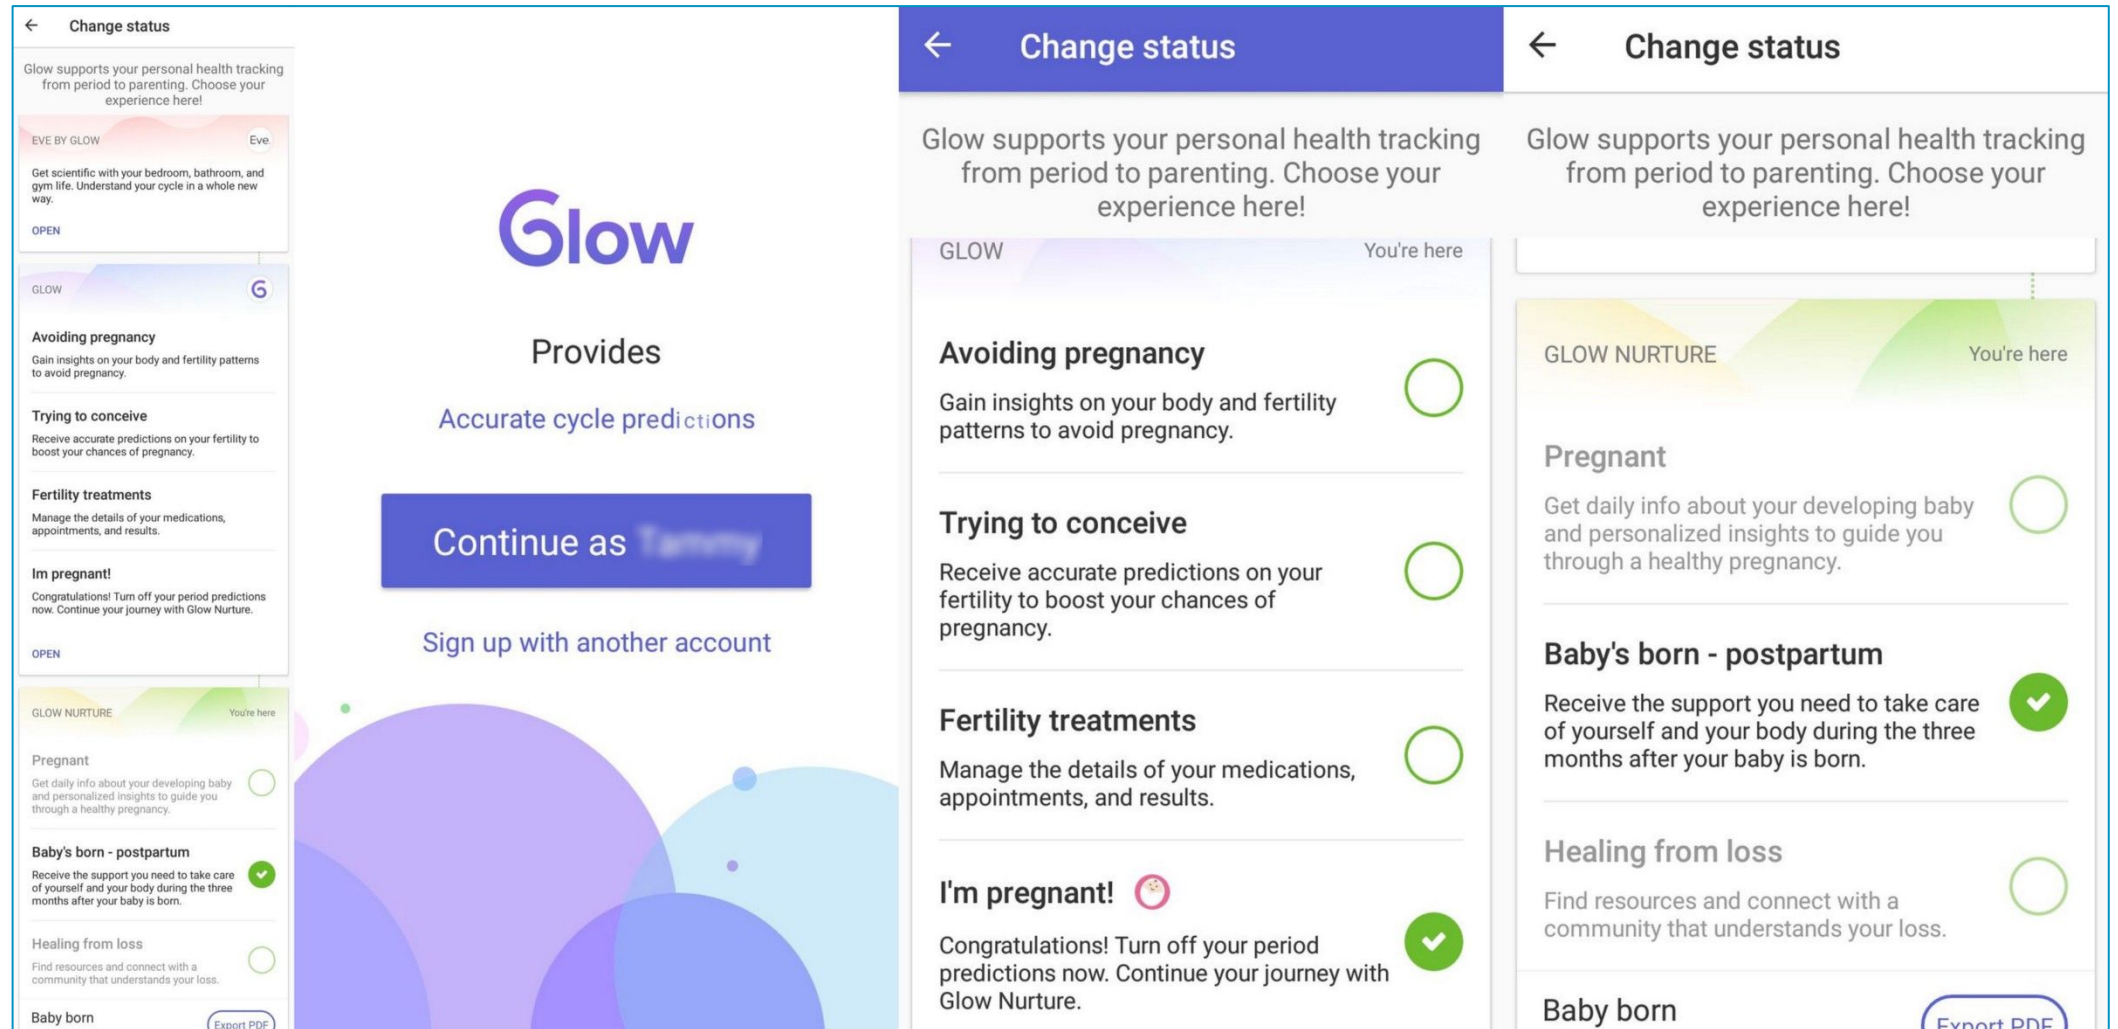 Change status
Glow supports your personal health tracking
from period to parenting. Choose your
experience here!
EVE BY GLOW
Eve.
Get scientific with your bedroom, bathroom, and
gym life. Understand your cycle in a whole new
way.
OPEN
GLOW
G
Avoiding pregnancy
Gain insights on your body and fertility patterns
to avoid pregnancy.
Trying to conceive
Receive accurate predictions on your fertility to
boost your chances of pregnancy.
Fertility treatments
Manage the details of your medications,
appointments, and results.
Im pregnant!
Congratulations! Turn off your period predictions
now. Continue your journey with Glow Nurture.
OPEN
GLOW NURTURE
You're here
Pregnant
Get daily info about your developing baby
and personalized insights to guide you
through a healthy pregnancy.
Baby's born - postpartum
Receive the support you need to take care
of yourself and your body during the three
months after your baby is born.
Healing from loss
Find resources and connect with a
community that understands your loss.
Baby born
Export PDF
Glow
Provides
Accurate cycle predictions
Continue as
Sign up with another account
Change status
Glow supports your personal health tracking
from period to parenting. Choose your
experience here!
GLOW
You're here
Avoiding pregnancy
Gain insights on your body and fertility
patterns to avoid pregnancy.
Trying to conceive
Receive accurate predictions on your
fertility to boost your chances of
pregnancy.
Fertility treatments
Manage the details of your medications,
appointments, and results.
I'm pregnant!
Congratulations! Turn off your period
predictions now. Continue your journey with
Glow Nurture.
Change status
Glow supports your personal health tracking
from period to parenting. Choose your
experience here!
GLOW NURTURE
You're here
Pregnant
Get daily info about your developing baby
and personalized insights to guide you
through a healthy pregnancy.
Baby's born - postpartum
Receive the support you need to take care
of yourself and your body during the three
months after your baby is born.
Healing from loss
Find resources and connect with a
community that understands your loss.
Baby born
Export PDF